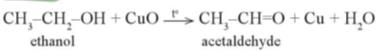 CH₃–CH₂–OH + CuO —t°→ CH₃–CH=O + Cu + H₂O
ethanol acetaldehyde